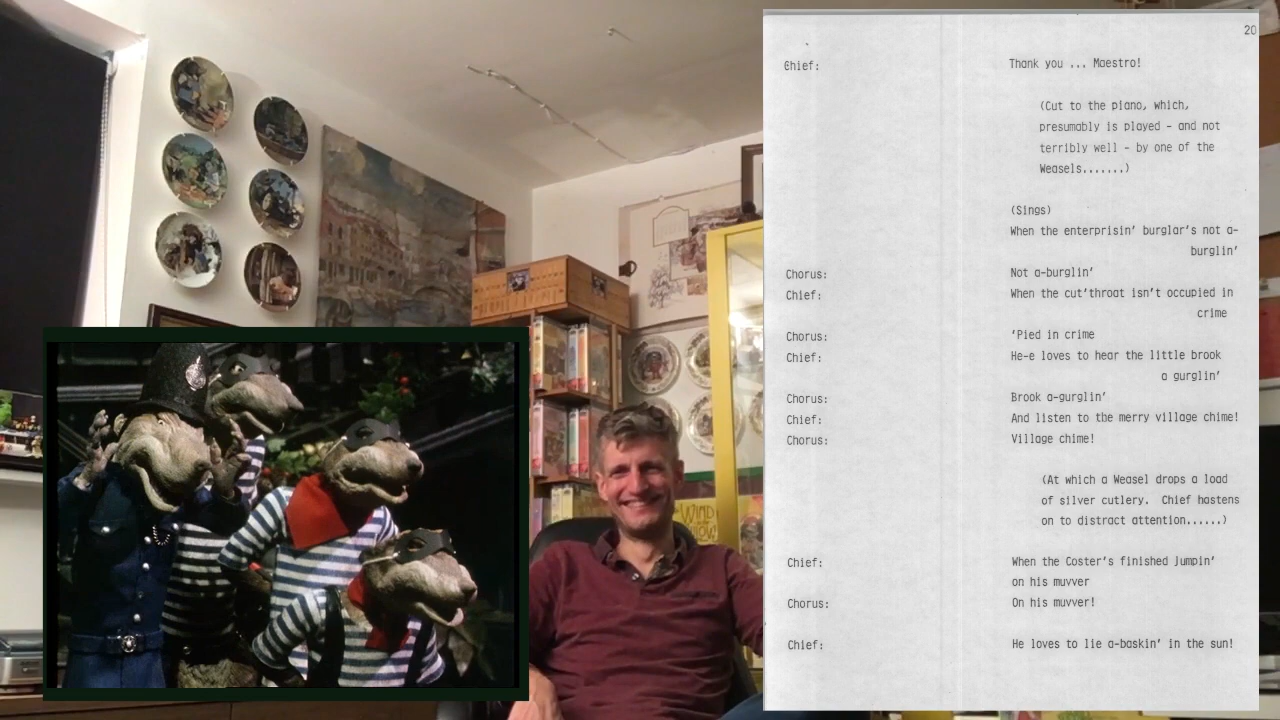 20
Chief: Thank you ... Maestro!
(Cut to the piano, which,
presumably is played - and not
terribly well - by one of the
Weasels.......)
(Sings)
When the enterprisin' burglar's not a-
burglin'
Chorus: Not a-burglin'
Chief: When the cut'throat isn't occupied in
crime
Chorus: 'Pied in crime
Chief: He-e loves to hear the little brook
a gurglin'
Chorus: Brook a-gurglin'
Chief: And listen to the merry village chime!
Chorus: Village chime!
(At which a Weasel drops a load
of silver cutlery. Chief hastens
on to distract attention......)
Chief: When the Coster's finished Jumpin'
on his muvver
Chorus: On his muvver!
Chief: He loves to lie a-baskin' in the sun!
WIND